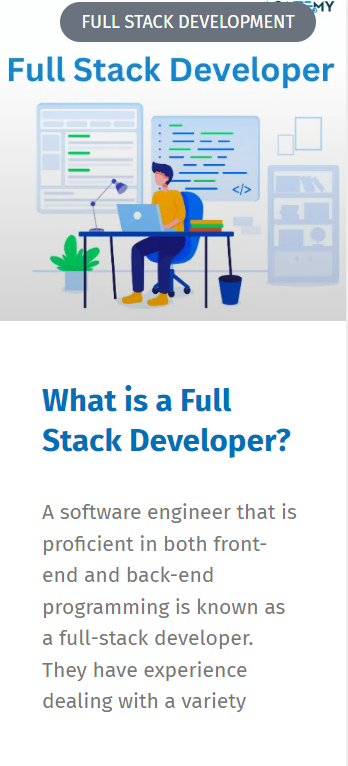 FULL STACK DEVELOPMENT
Full Stack Developer
</>
What is a Full
Stack Developer?
A software engineer that is
proficient in both front-
end and back-end
programming is known as
a full-stack developer.
They have experience
dealing with a variety